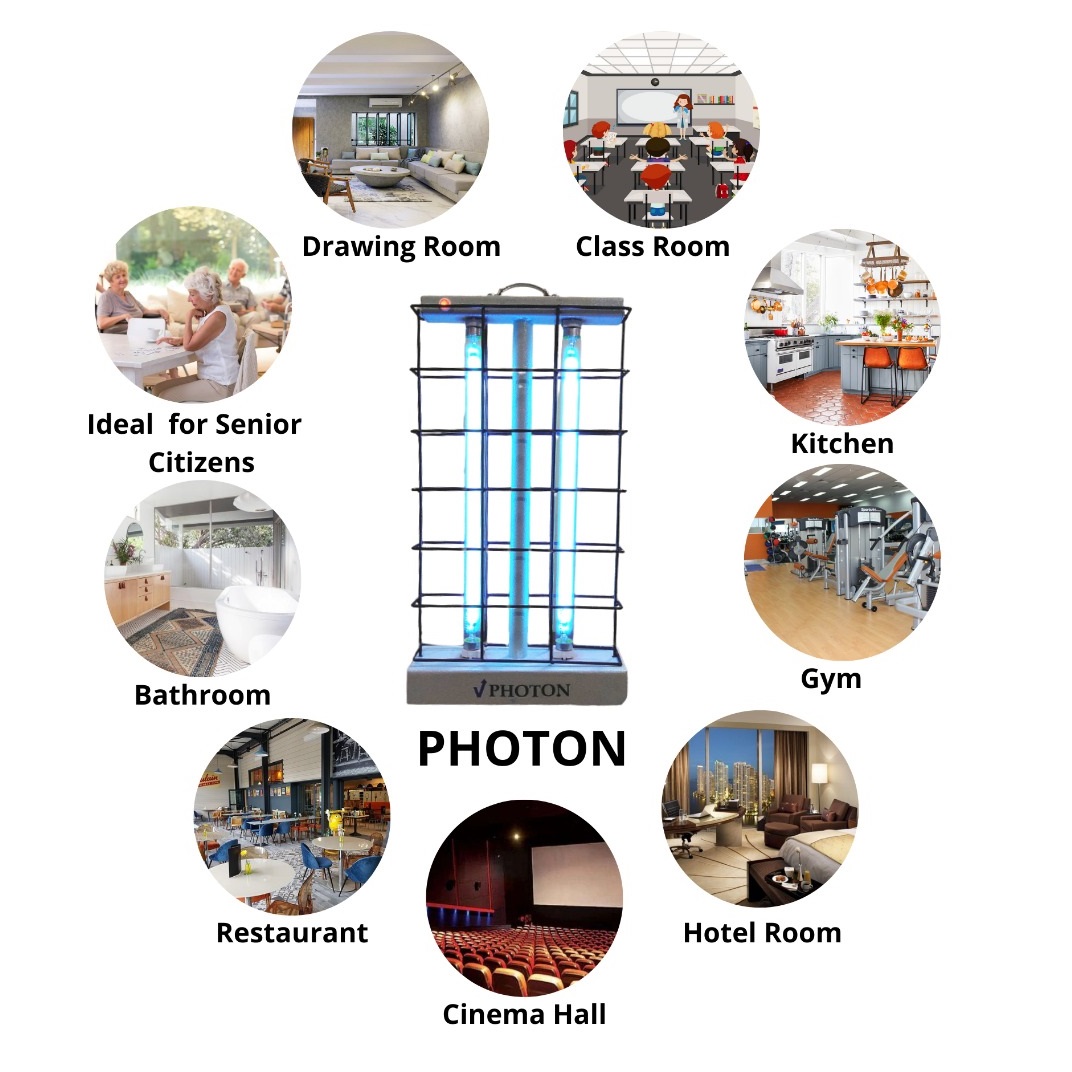 Drawing Room
Class Room
Ideal for Senior
Citizens
Kitchen
Bathroom
Gym
PHOTON
PHOTON
Restaurant
Hotel Room
Cinema Hall